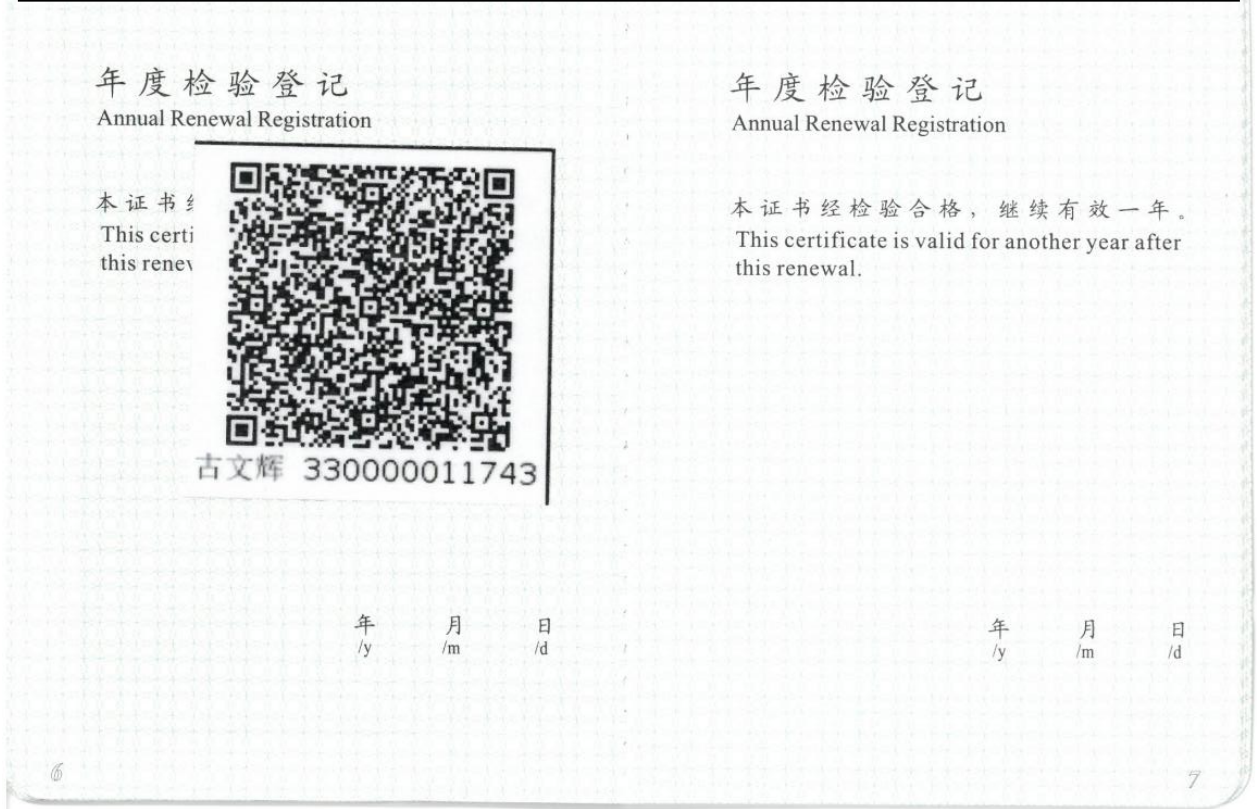 年度检验登记
Annual Renewal Registration
本证书
This certi
this renew
古文辉 330000011743
年 月 日
/y /m /d
6
年度检验登记
Annual Renewal Registration
本证书经检验合格，继续有效一年。
This certificate is valid for another year after
this renewal.
年 月 日
/y /m /d
7